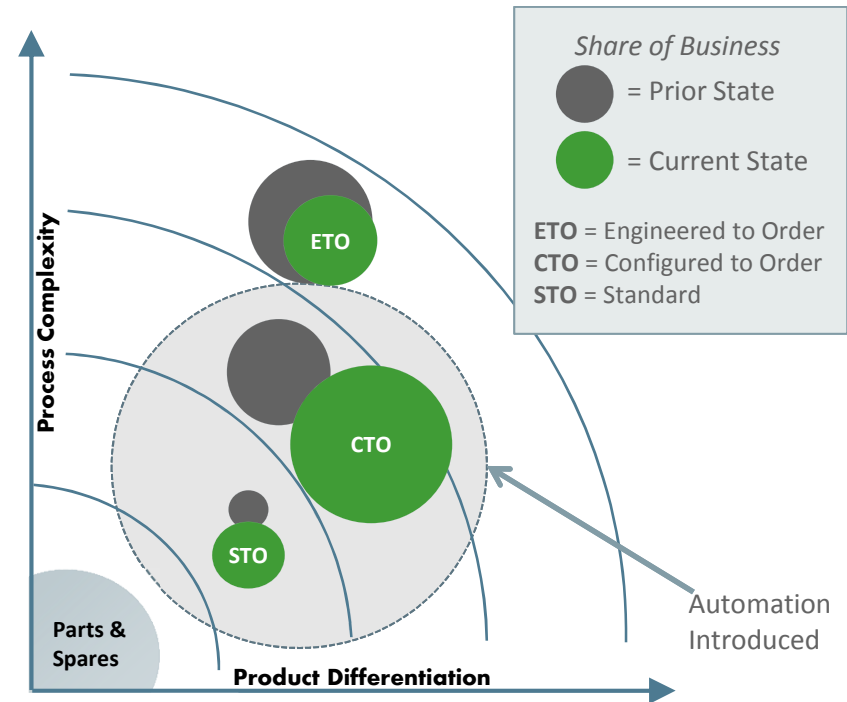 Share of Business
= Prior State
= Current State
ETO = Engineered to Order
CTO = Configured to Order
STO = Standard
Process Complexity
ETO
CTO
STO
Parts &
Spares
Product Differentiation
Automation
Introduced